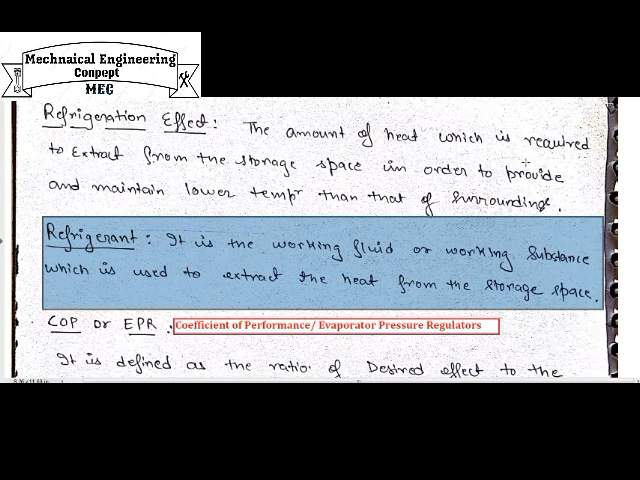 Mechnaical Engineering
Conpept
MEC
Refrigeration Effect: The amount of heat which is required
to extract from the storage space in order to provide
and maintain lower tempr than that of surroundings.
Refrigerant: It is the working fluid or working substance
which is used to extract the heat from the storage space.
COP or EPR: Coefficient of Performance/ Evaporator Pressure Regulators
It is defined as the ratio of Desired effect to the